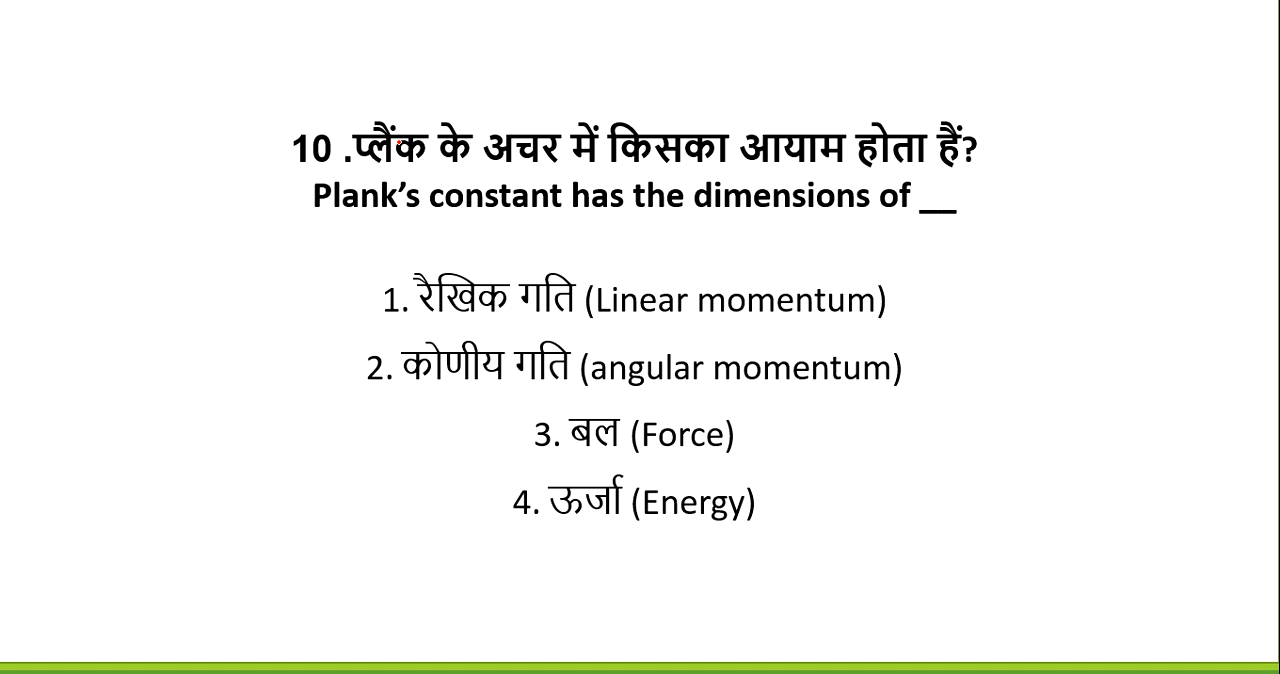 10 .प्लैंक के अचर में किसका आयाम होता हैं?
Plank’s constant has the dimensions of __
1. रैखिक गति (Linear momentum)
2. कोणीय गति (angular momentum)
3. बल (Force)
4. ऊर्जा (Energy)